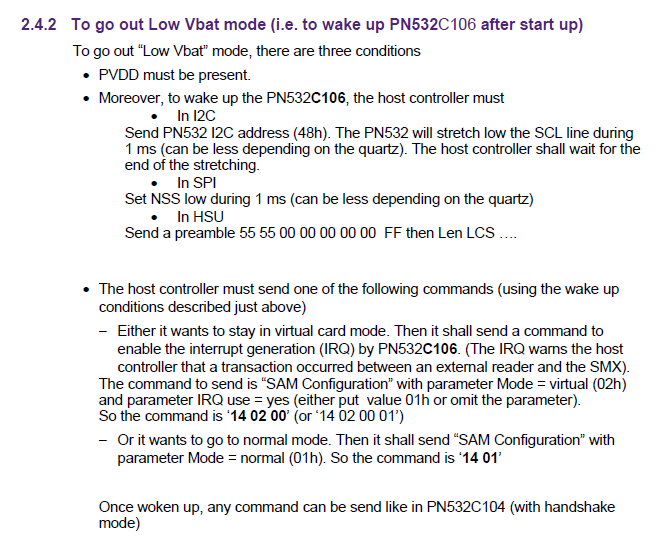 2.4.2 To go out Low Vbat mode (i.e. to wake up PN532C106 after start up)
To go out “Low Vbat” mode, there are three conditions
• PVDD must be present.
• Moreover, to wake up the PN532C106, the host controller must
• In I2C
Send PN532 I2C address (48h). The PN532 will stretch low the SCL line during
1 ms (can be less depending on the quartz). The host controller shall wait for the
end of the stretching.
• In SPI
Set NSS low during 1 ms (can be less depending on the quartz)
• In HSU
Send a preamble 55 55 00 00 00 00 00 FF then Len LCS ….
• The host controller must send one of the following commands (using the wake up
conditions described just above)
– Either it wants to stay in virtual card mode. Then it shall send a command to
enable the interrupt generation (IRQ) by PN532C106. (The IRQ warns the host
controller that a transaction occurred between an external reader and the SMX).
The command to send is “SAM Configuration” with parameter Mode = virtual (02h)
and parameter IRQ use = yes (either put value 01h or omit the parameter).
So the command is ‘14 02 00’ (or ‘14 02 00 01’)
– Or it wants to go to normal mode. Then it shall send “SAM Configuration” with
parameter Mode = normal (01h). So the command is ‘14 01’
Once woken up, any command can be send like in PN532C104 (with handshake
mode)